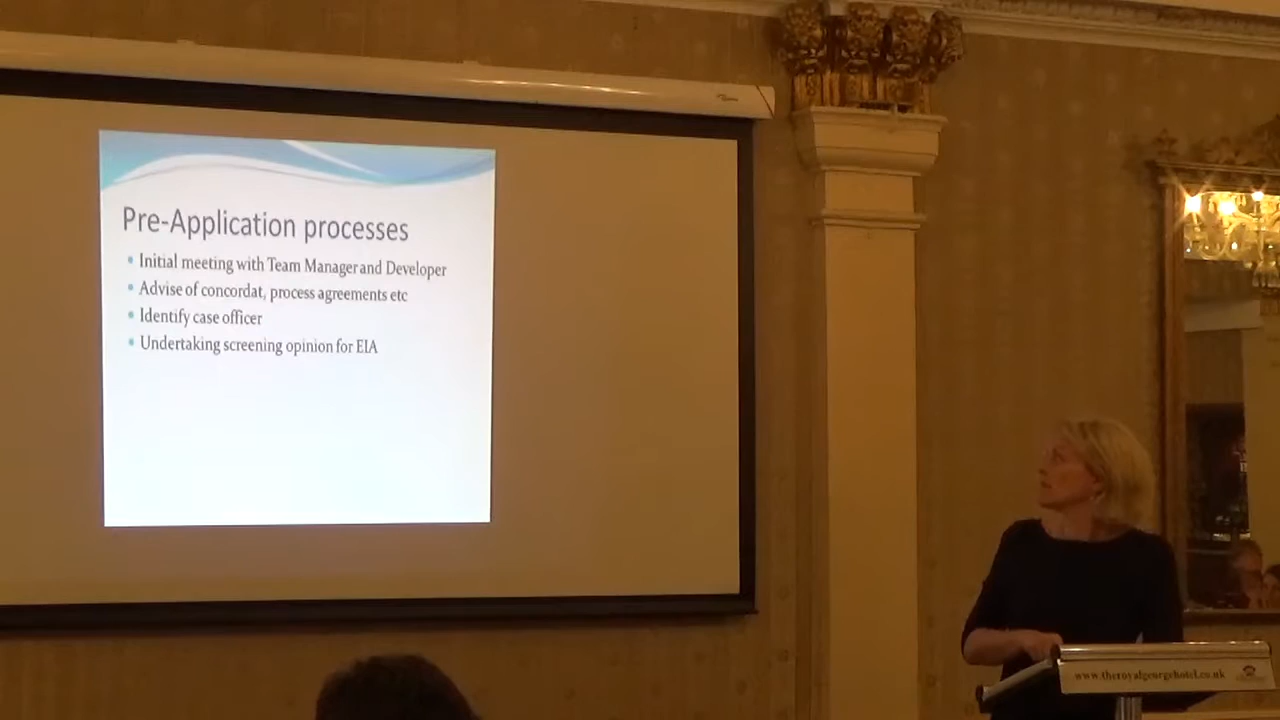 Pre-Application processes
Initial meeting with Team Manager and Developer
Advise of concordat, process agreements etc
Identify case officer
Undertaking screening opinion for EIA
www.theroyalgeorgehotel.co.uk